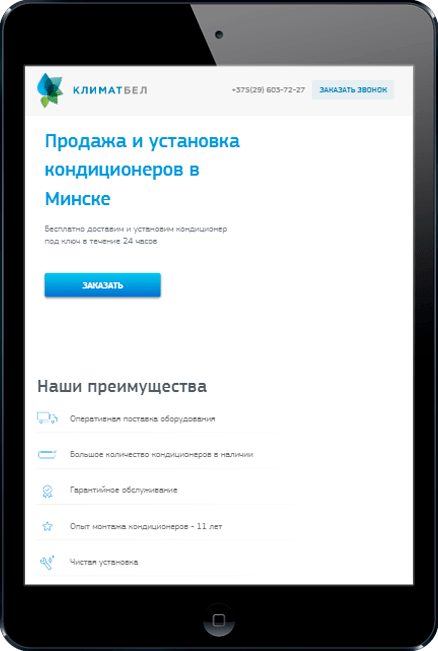 КЛИМАТБЕЛ
+375(29) 603-72-27
ЗАКАЗАТЬ ЗВОНОК
Продажа и установка
кондиционеров в
Минске
Бесплатно доставим и установим кондиционер
под ключ в течение 24 часов
ЗАКАЗАТЬ
Наши преимущества
Оперативная поставка оборудования
Большое количество кондиционеров в наличии
Гарантийное обслуживание
Опыт монтажа кондиционеров - 11 лет
Чистая установка